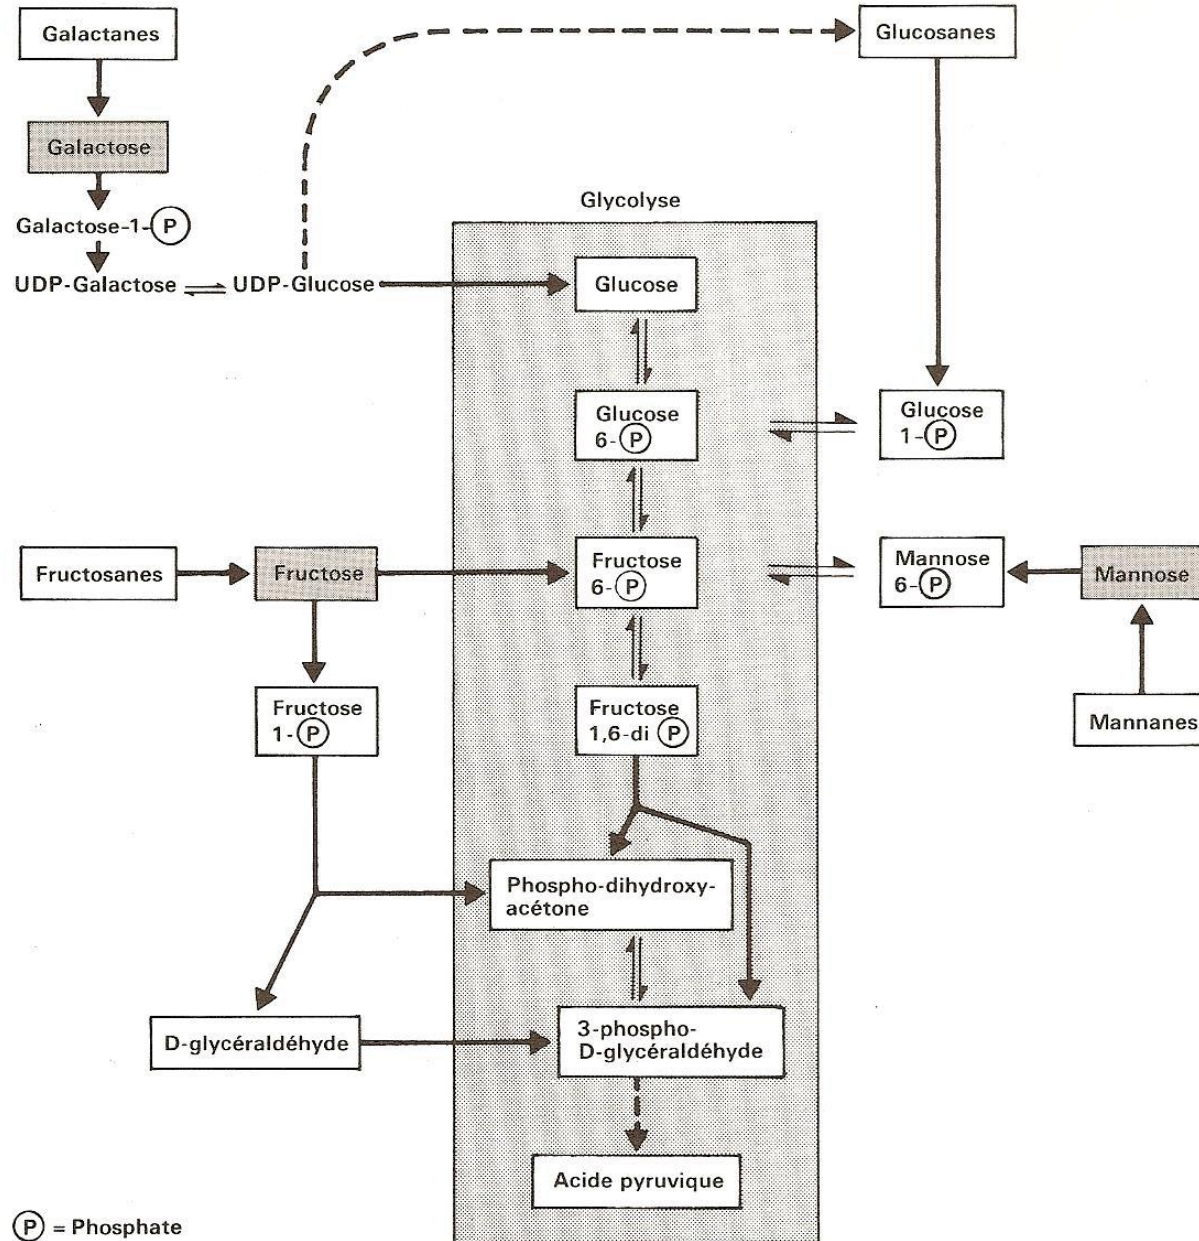 Galactanes
Glucosanes
Galactose
Galactose-1-P
UDP-Galactose
UDP-Glucose
Glycolyse
Glucose
Glucose
6-P
Glucose
1-P
Fructosanes
Fructose
Fructose
6-P
Mannose
6-P
Mannose
Fructose
1-P
Fructose
1,6-di P
Mannanes
Phospho-dihydroxy-
acétone
D-glycéraldéhyde
3-phospho-
D-glycéraldéhyde
Acide pyruvique
P = Phosphate